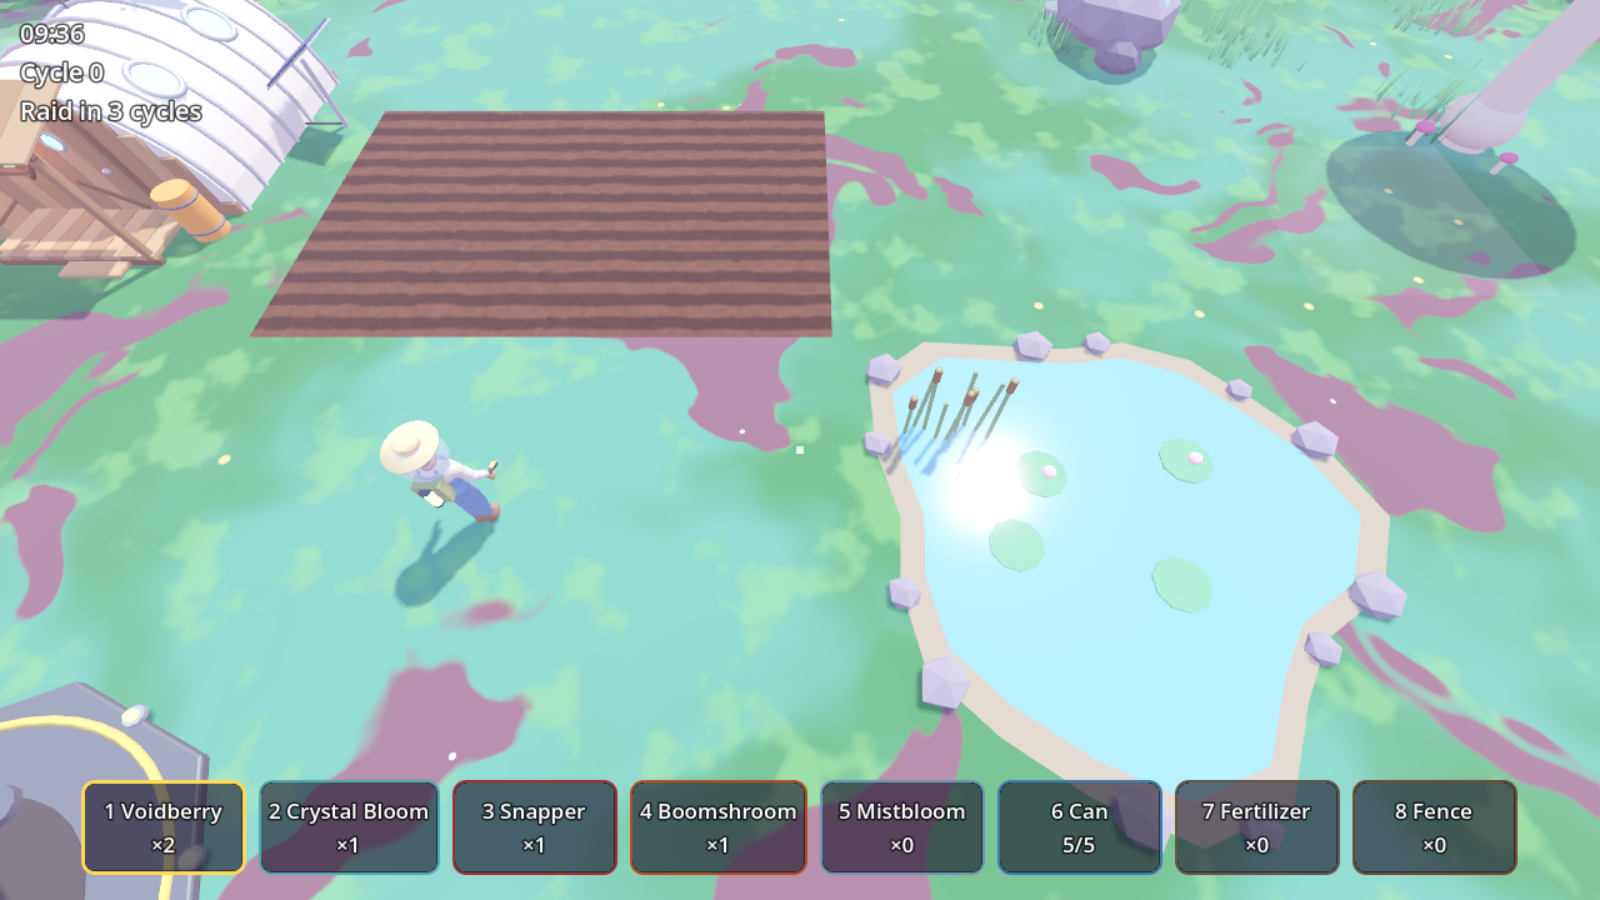 09:36
Cycle 0
Raid in 3 cycles
1 Voidberry
×2
2 Crystal Bloom
×1
3 Snapper
×1
4 Boomshroom
×1
5 Mistbloom
×0
6 Can
5/5
7 Fertilizer
×0
8 Fence
×0